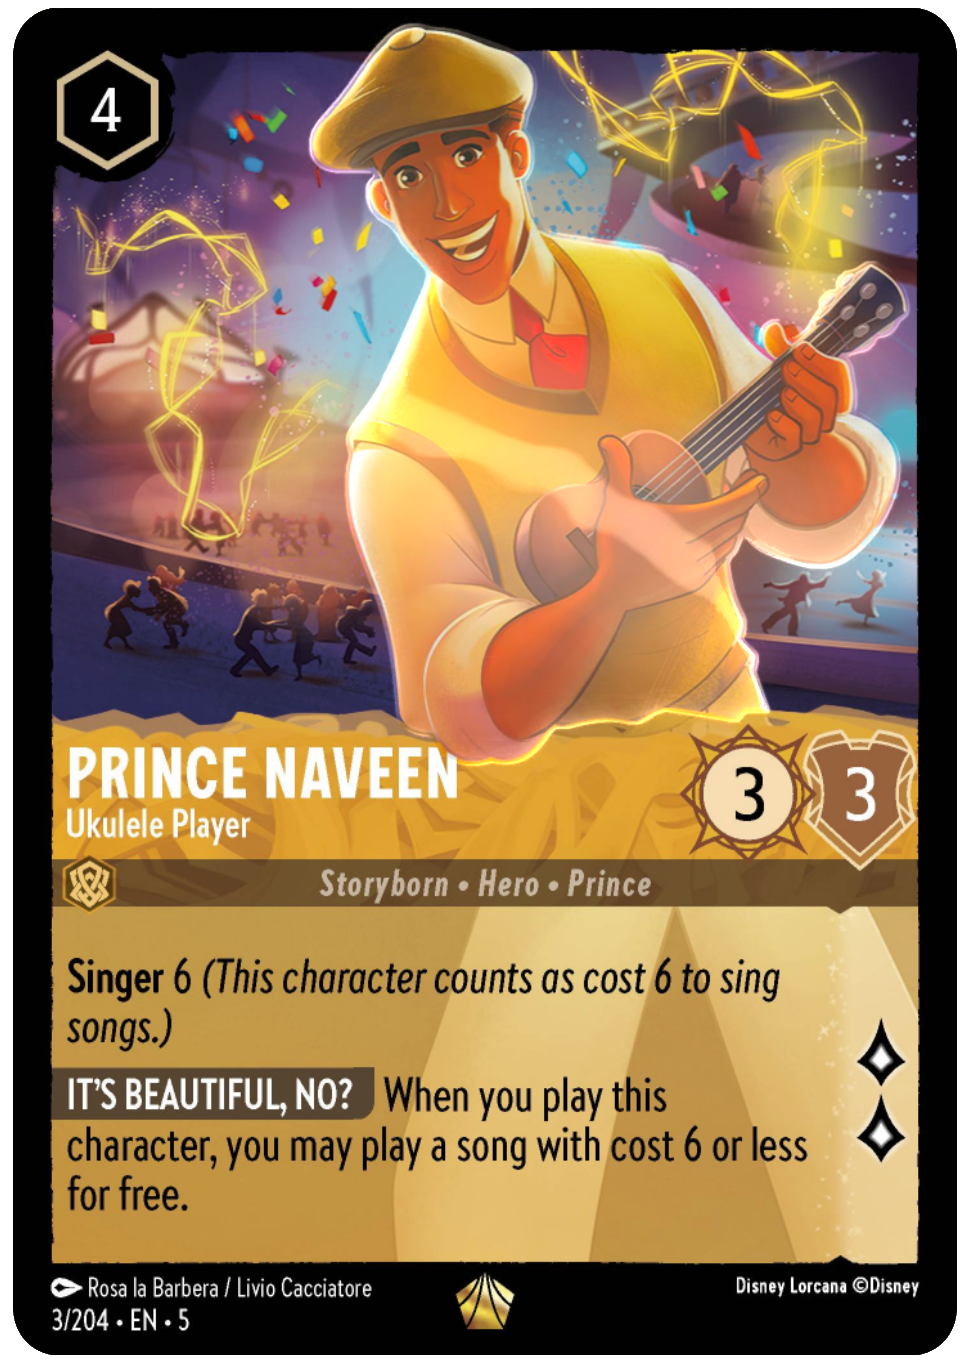 4
PRINCE NAVEEN
Ukulele Player
3
3
Storyborn • Hero • Prince
Singer 6 (This character counts as cost 6 to sing
songs.)
IT'S BEAUTIFUL, NO? When you play this
character, you may play a song with cost 6 or less
for free.
Rosa la Barbera / Livio Cacciatore
Disney Lorcana ©Disney
3/204 • EN • 5